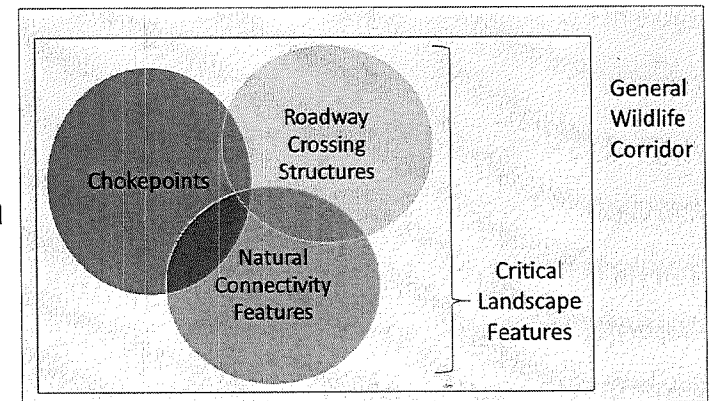 Chokepoints
Roadway
Crossing
Structures
Natural
Connectivity
Features
Critical
Landscape
Features
General
Wildlife
Corridor